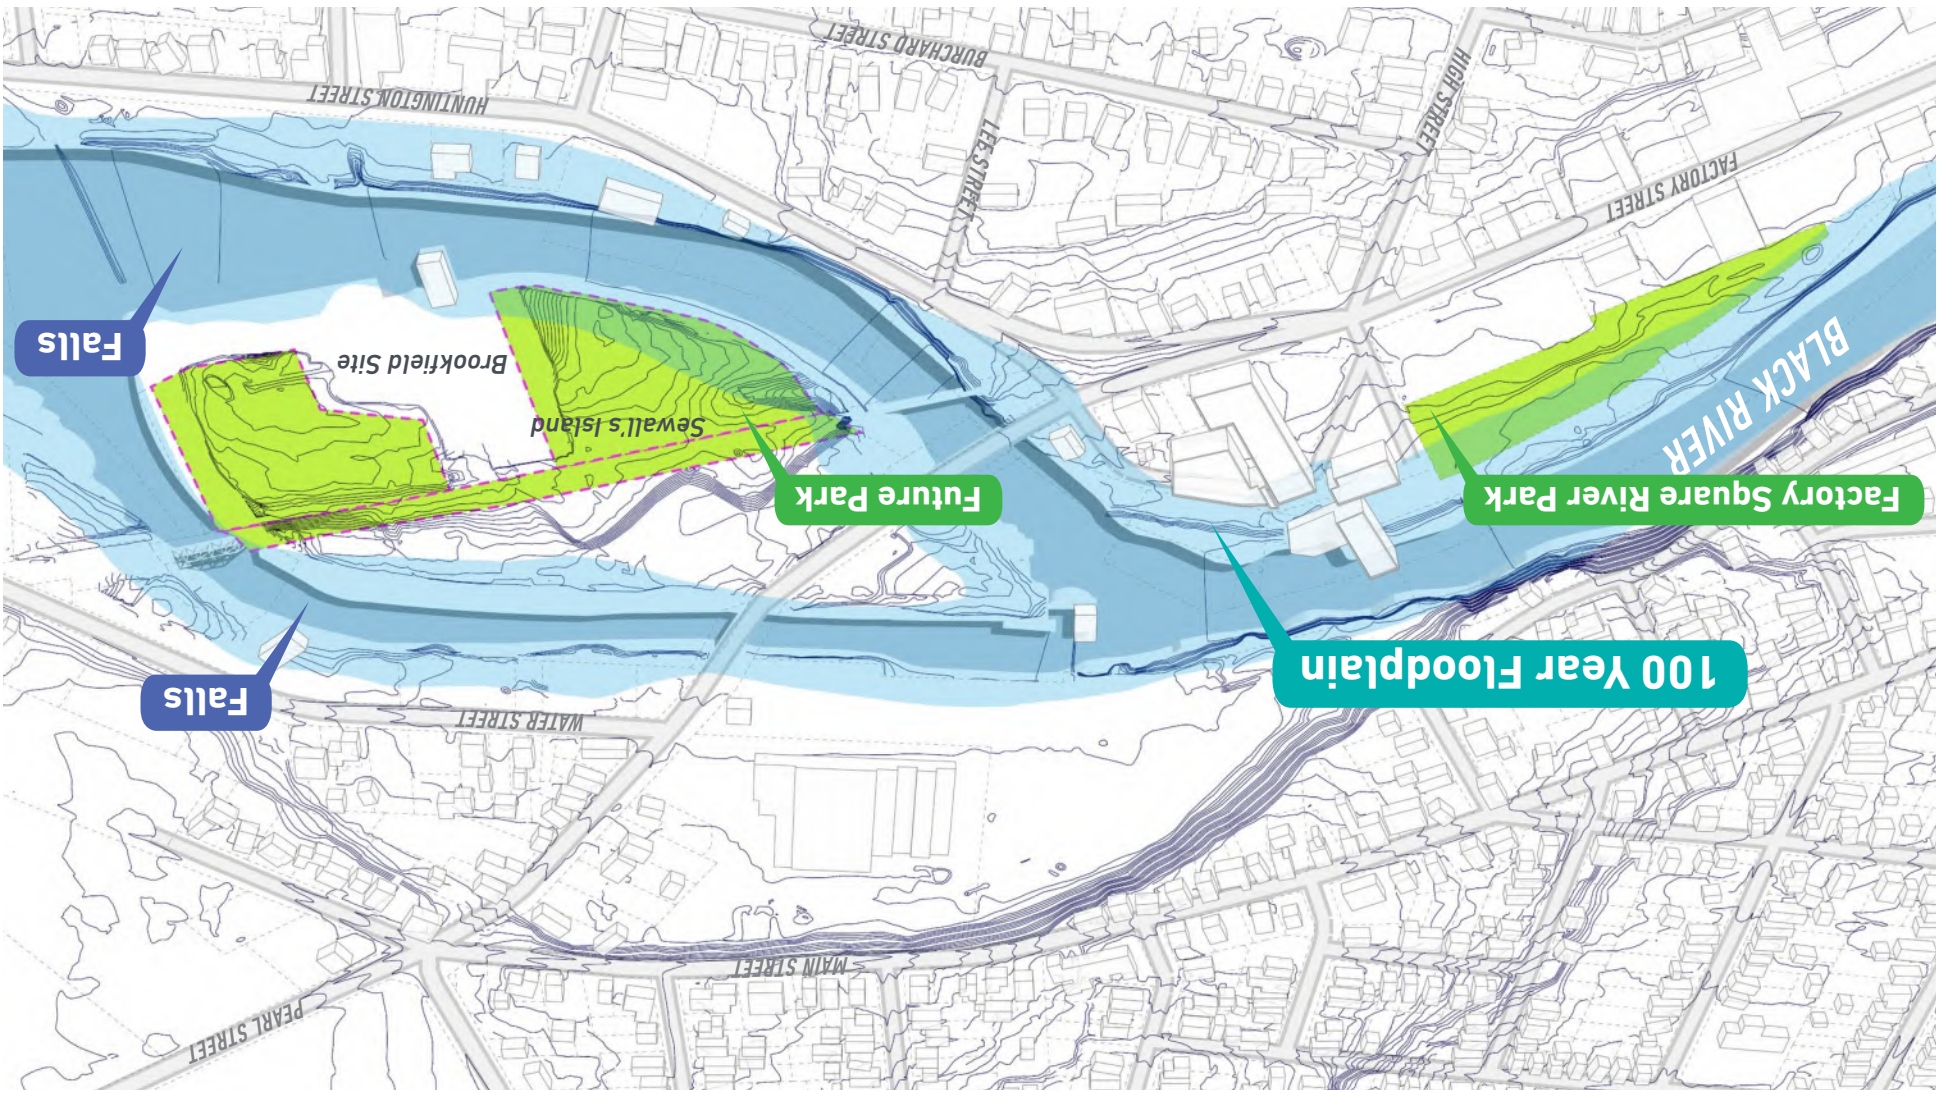 PEARL STREET
MAIN STREET
WATER STREET
Falls
100 Year Floodplain
Factory Square River Park
Future Park
BLACK RIVER
Sewall's Island
Brookfield Site
Falls
FACTORY STREET
LEE STREET
HIGH STREET
HUNTINGTON STREET
BURCHARD STREET